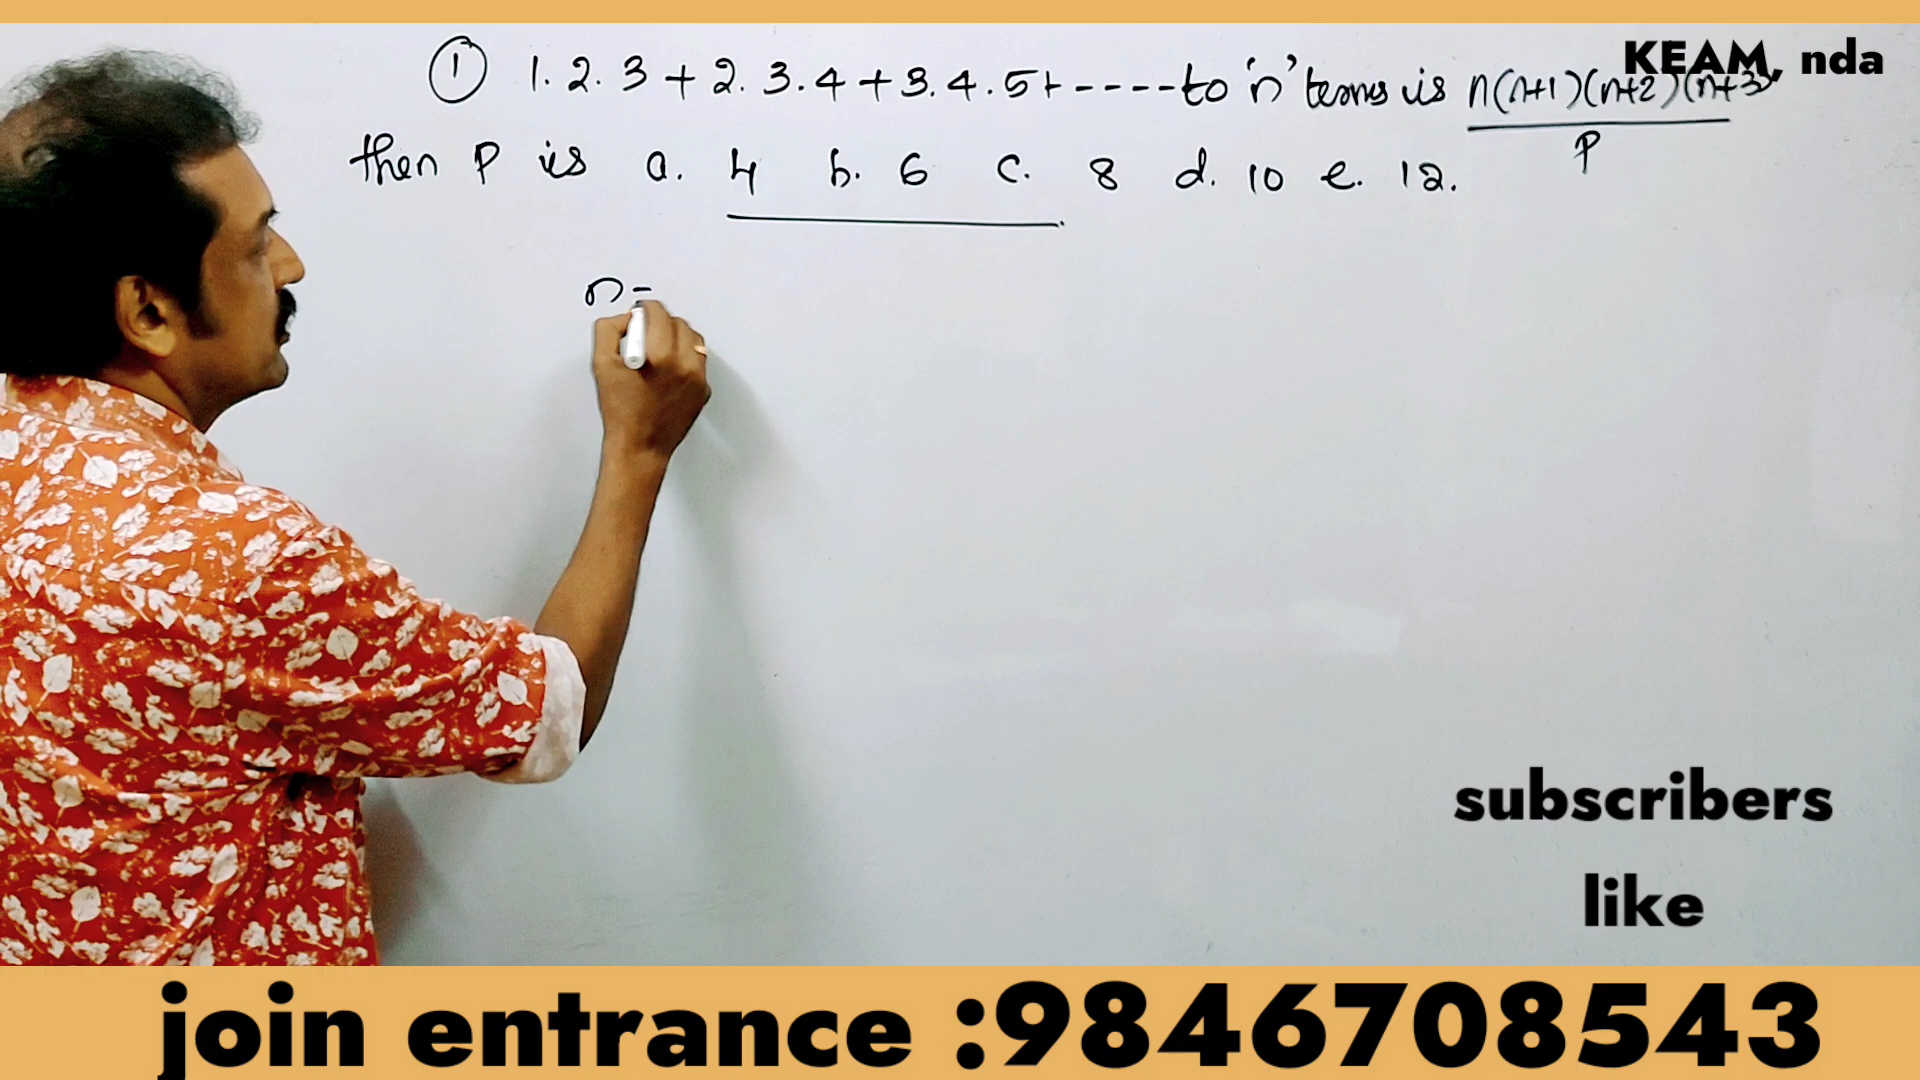 KEAM, nda
① 1.2.3 + 2.3.4 + 3.4.5+ ---- to 'n' terms is n(n+1)(n+2)(n+3)
P
then P is a. 4 b. 6 c. 8 d. 10 e. 12.
n=
subscribers
like
join entrance :9846708543